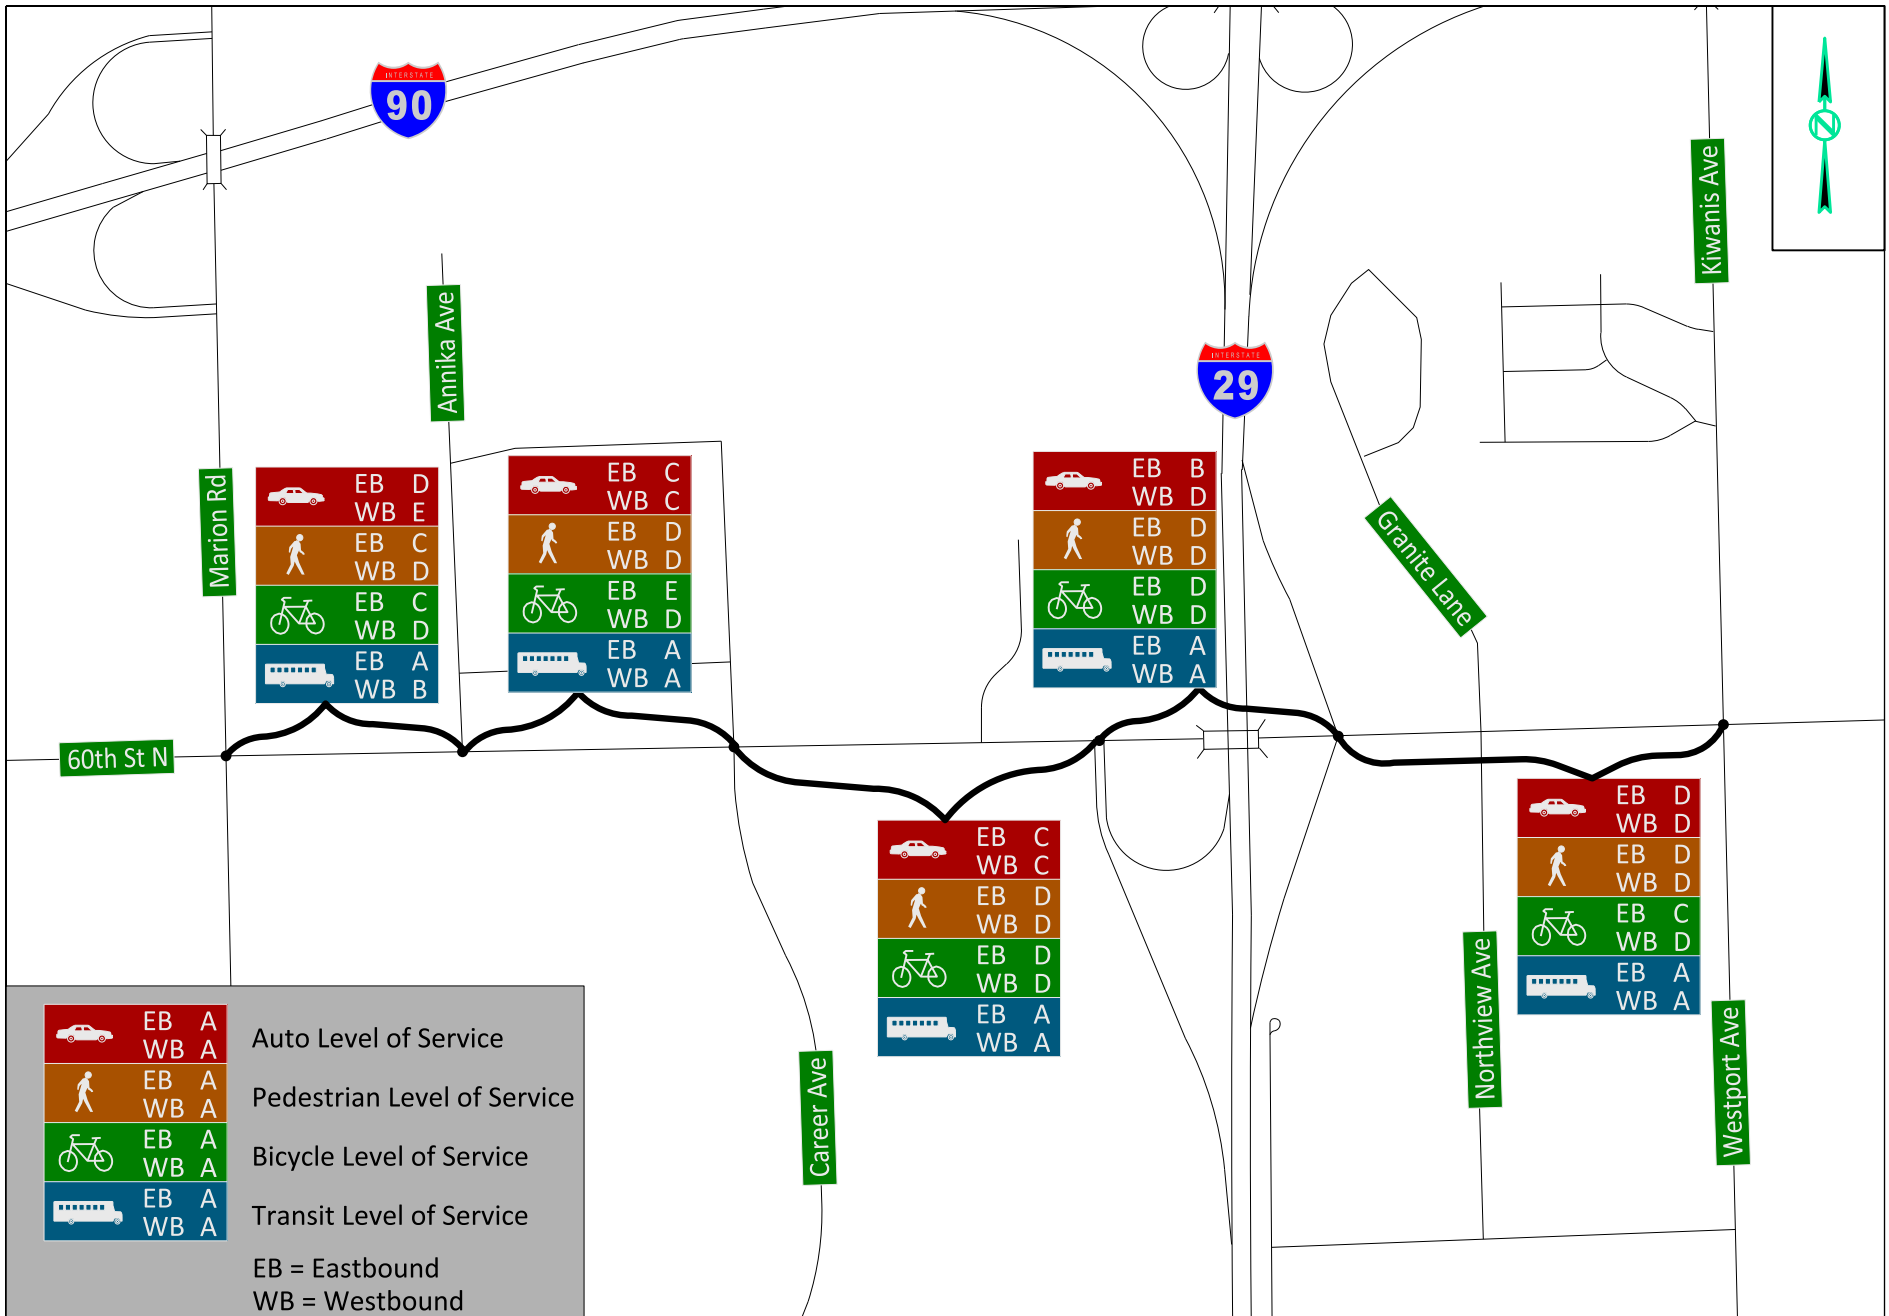 INTERSTATE
90
Kiwanis Ave
Annika Ave
INTERSTATE
29
Marion Rd
EB D
WB E
EB C
WB D
EB C
WB D
EB A
WB B
EB C
WB C
EB D
WB D
EB E
WB D
EB A
WB A
EB B
WB D
EB D
WB D
EB D
WB D
EB A
WB A
Granite Lane
60th St N
EB C
WB C
EB D
WB D
EB D
WB D
EB A
WB A
EB D
WB D
EB D
WB D
EB C
WB D
EB A
WB A
Northview Ave
Westport Ave
Career Ave
EB A
WB A
Auto Level of Service
EB A
WB A
Pedestrian Level of Service
EB A
WB A
Bicycle Level of Service
EB A
WB A
Transit Level of Service
EB = Eastbound
WB = Westbound
N